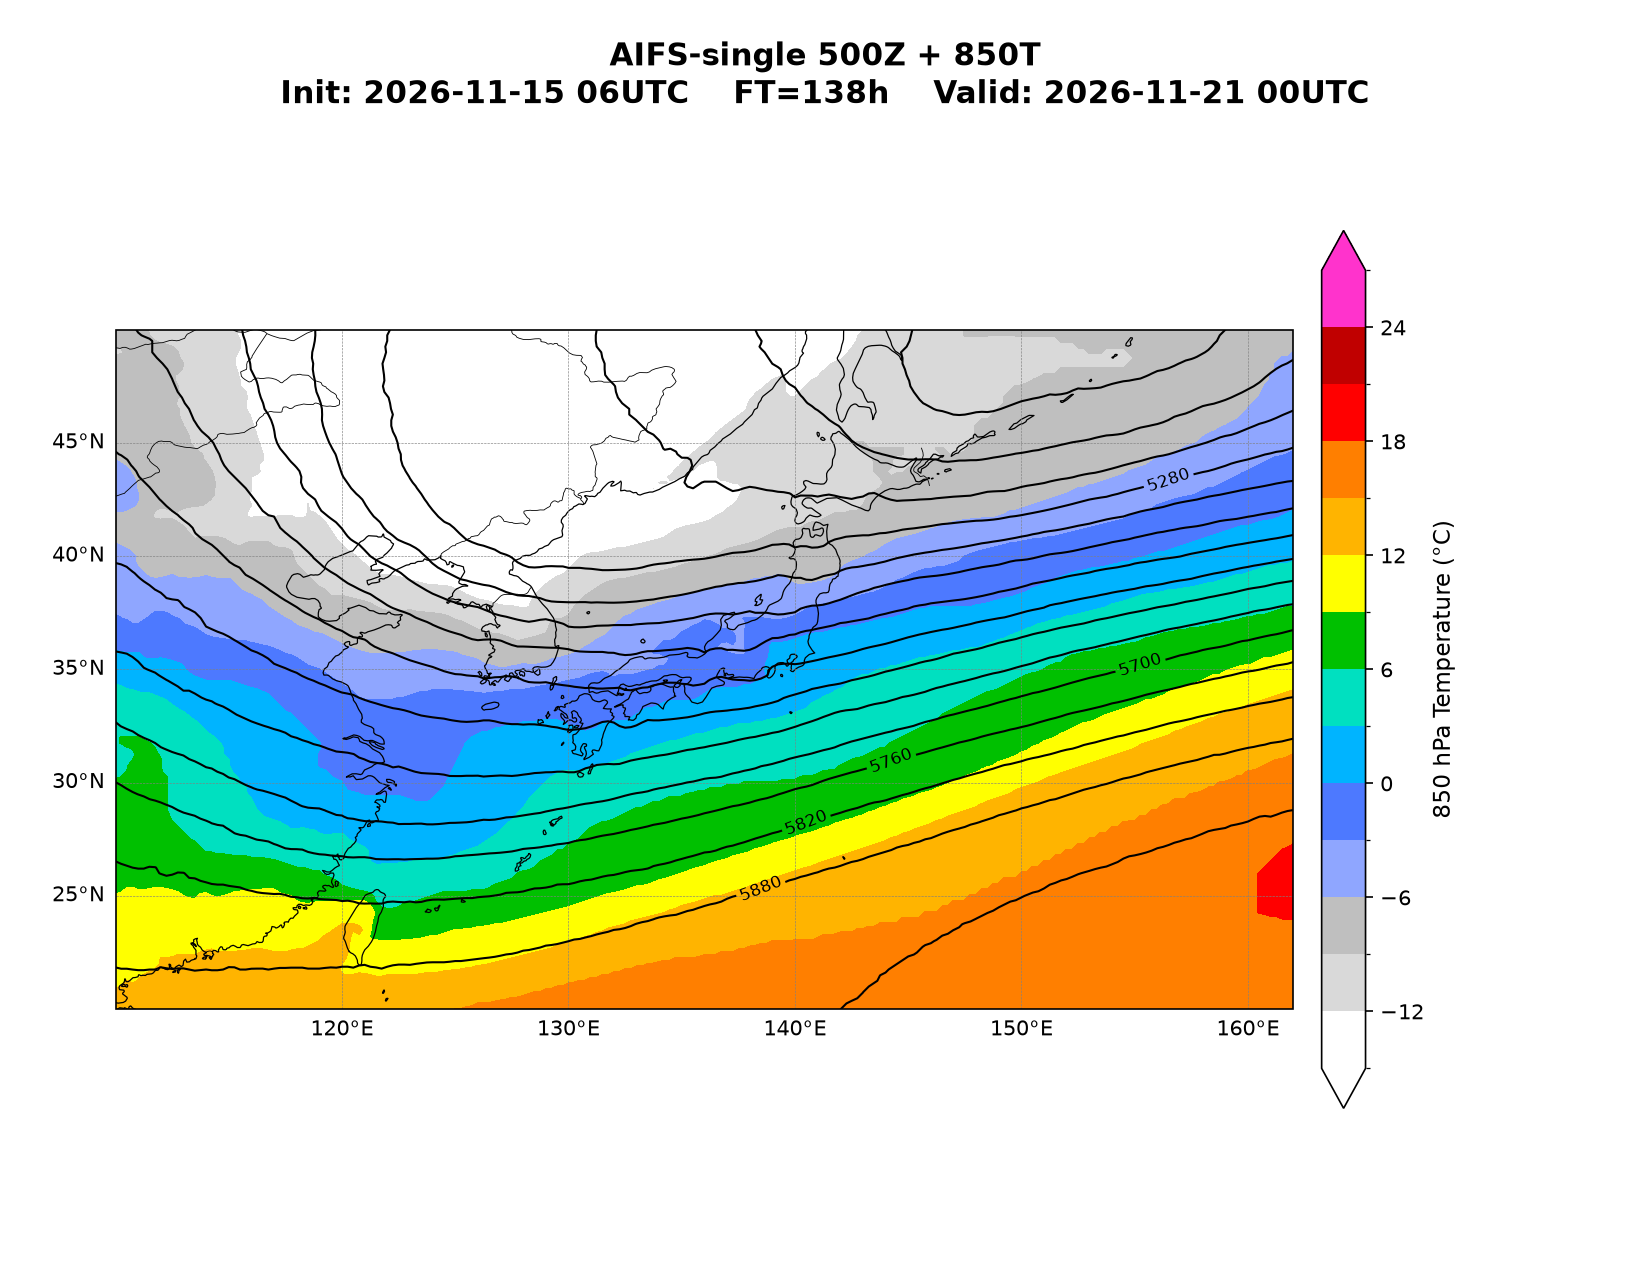 AIFS-single 500Z + 850T
Init: 2026-11-15 06UTC    FT=138h    Valid: 2026-11-21 00UTC
45°N
40°N
35°N
30°N
25°N
120°E
130°E
140°E
150°E
160°E
5280
5700
5760
5820
5880
24
18
12
6
0
−6
−12
850 hPa Temperature (°C)